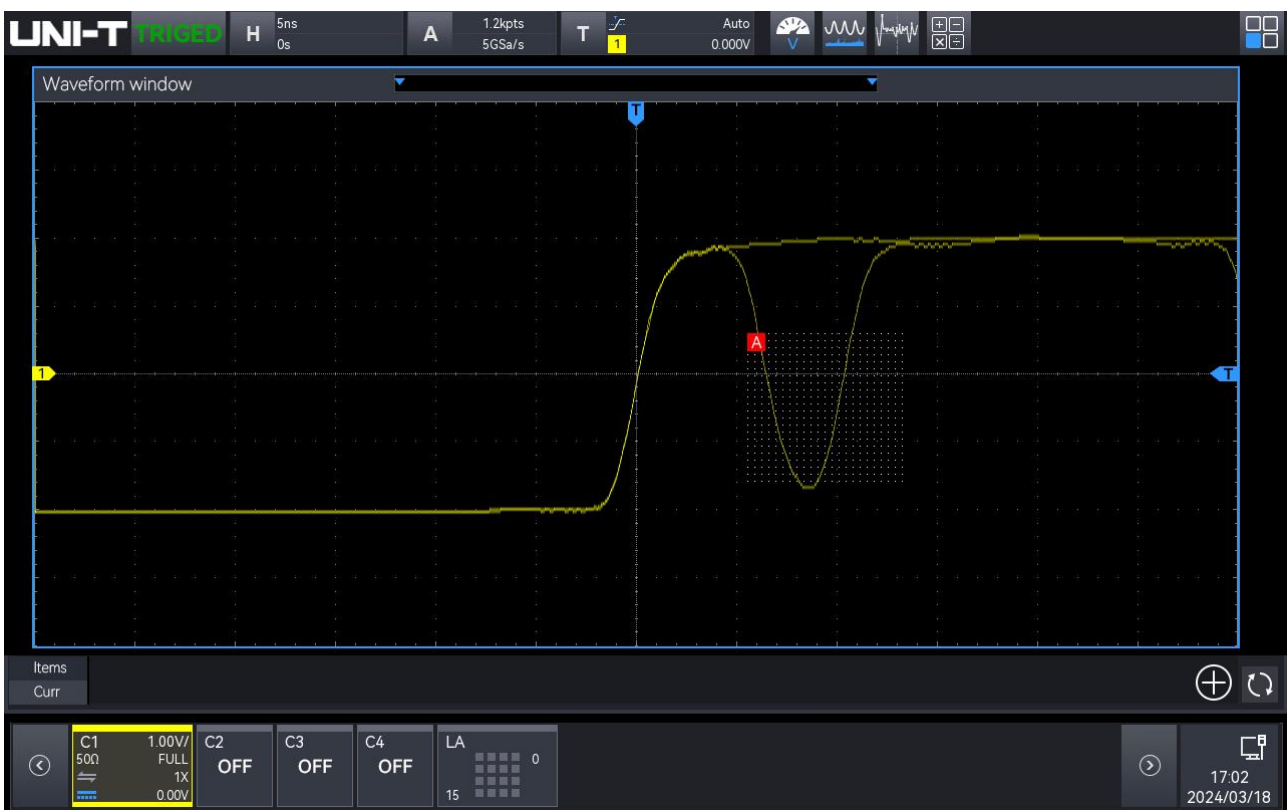 UNI-T TRIGED H 5ns 0s A 1.2kpts 5GSa/s T 1 Auto 0.000V V
Waveform window
T
A
1 T
Items
Curr
C1 1.00V/ 50Ω FULL 1X 0.00V
C2 OFF
C3 OFF
C4 OFF
LA 0 15
17:02
2024/03/18